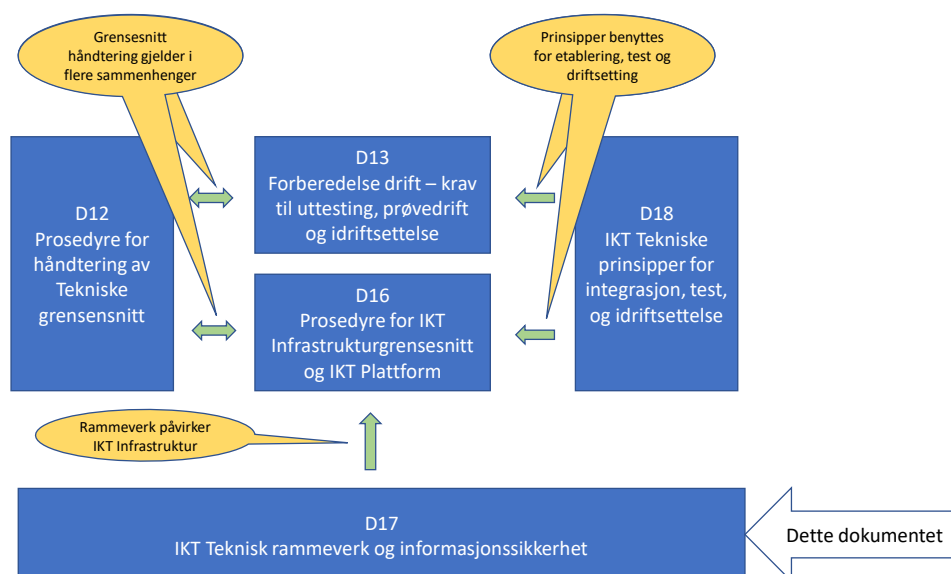 Grensesnitt
håndtering gjelder i
flere sammenhenger
Prinsipper benyttes
for etablering, test og
driftsetting
D12
Prosedyre for
håndtering av
Tekniske
grensensnitt
D13
Forberedelse drift – krav
til uttesting, prøvedrift
og idriftsettelse
D16
Prosedyre for IKT
Infrastrukturgrensesnitt
og IKT Plattform
D18
IKT Tekniske
prinsipper for
integrasjon, test,
og idriftsettelse
Rammeverk påvirker
IKT Infrastruktur
D17
IKT Teknisk rammeverk og informasjonssikkerhet
Dette dokumentet